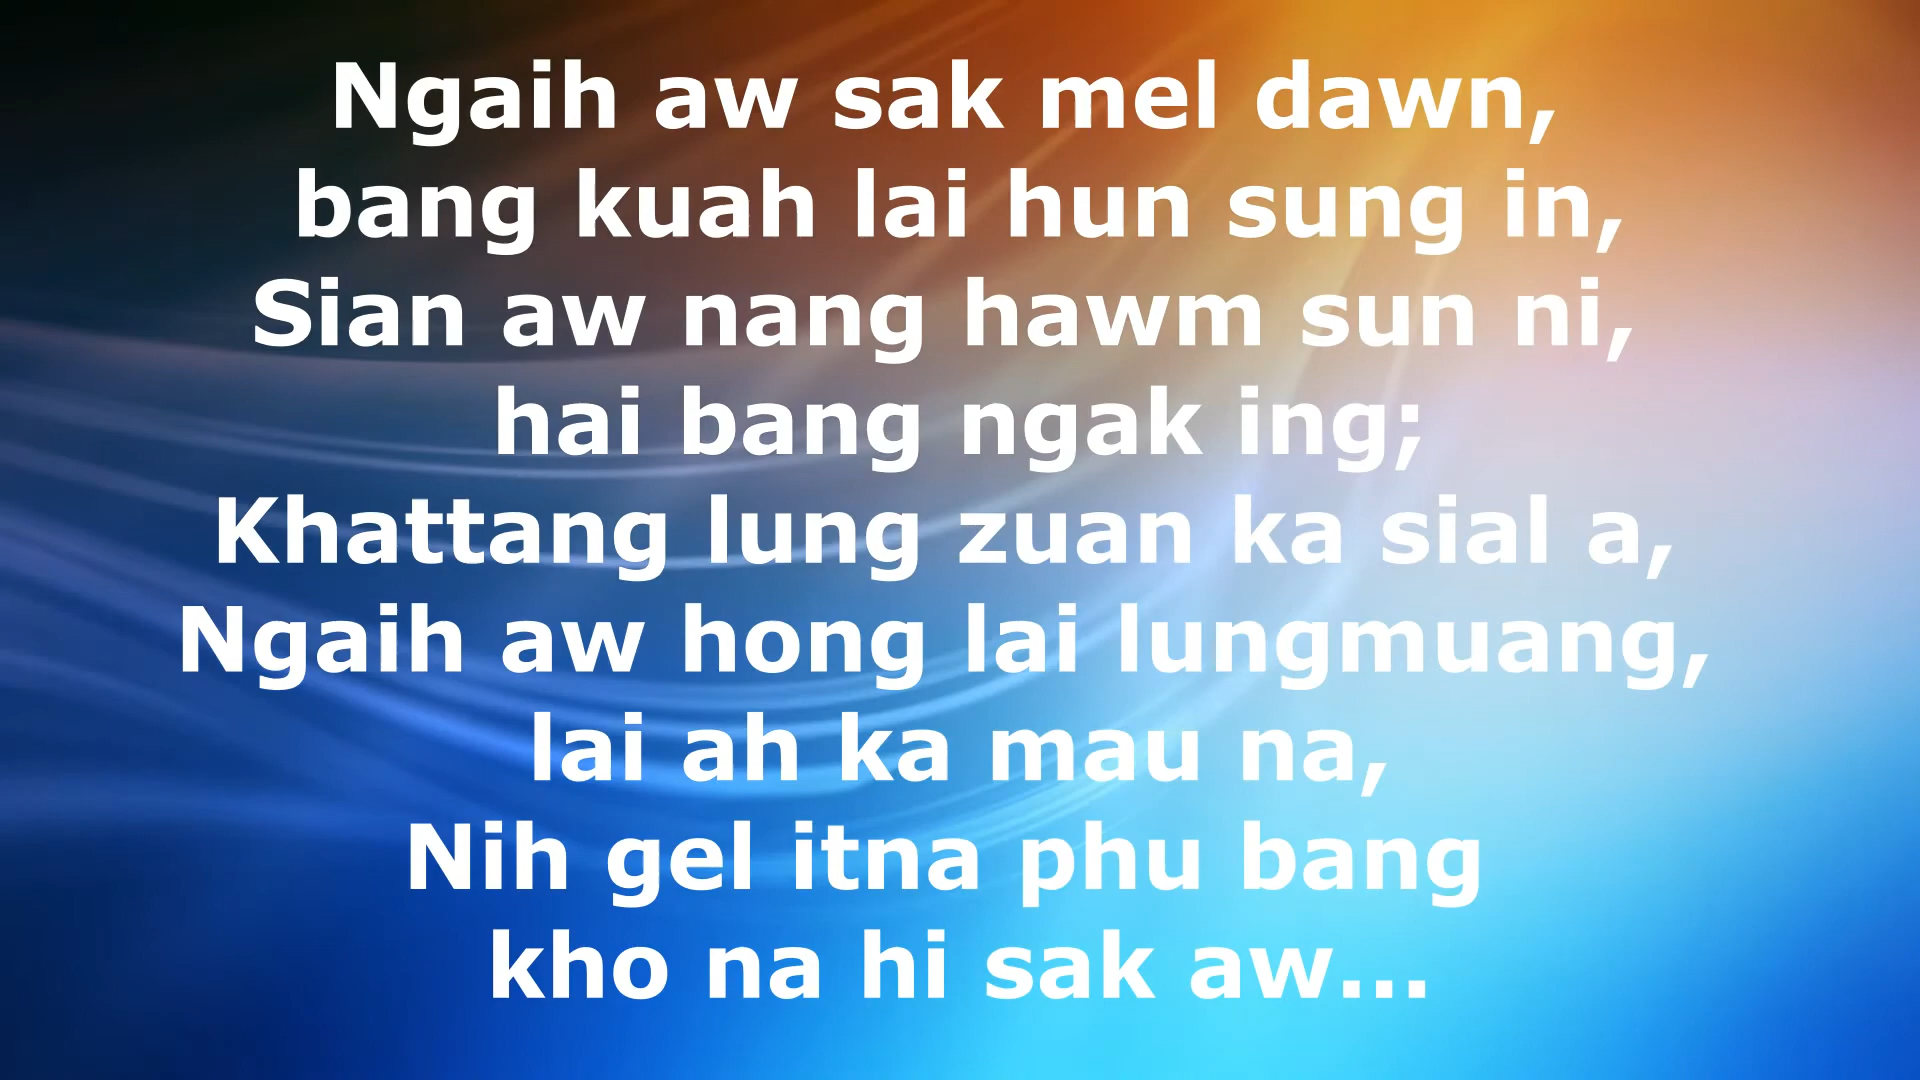 Ngaih aw sak mel dawn,
bang kuah lai hun sung in,
Sian aw nang hawm sun ni,
hai bang ngak ing;
Khattang lung zuan ka sial a,
Ngaih aw hong lai lungmuang,
lai ah ka mau na,
Nih gel itna phu bang
kho na hi sak aw...